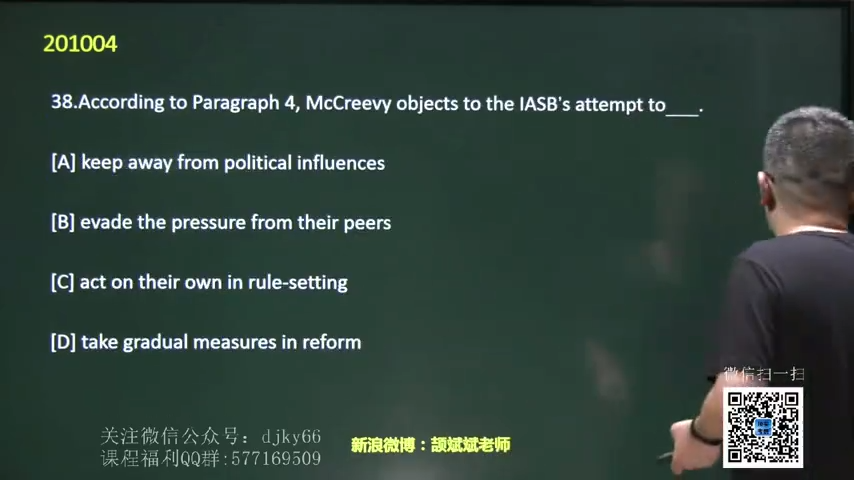 201004
38.According to Paragraph 4, McCreevy objects to the IASB's attempt to___.
[A] keep away from political influences
[B] evade the pressure from their peers
[C] act on their own in rule-setting
[D] take gradual measures in reform
微信扫一扫
关注微信公众号：djky66
新浪微博：颉斌斌老师
课程福利QQ群:577169509